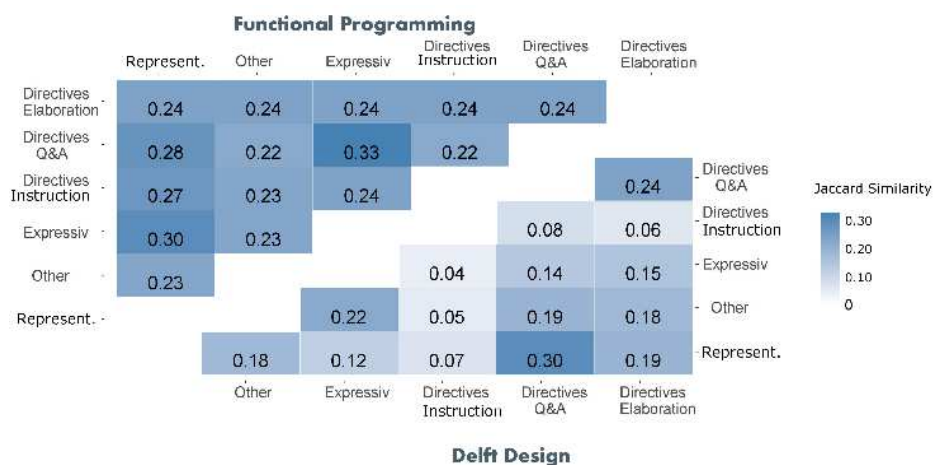 Functional Programming
Represent. Other Expressiv Directives Instruction Directives Q&A Directives Elaboration
Directives Elaboration 0.24 0.24 0.24 0.24 0.24
Directives Q&A 0.28 0.22 0.33 0.22
Directives Instruction 0.27 0.23 0.24
Expressiv 0.30 0.23
Other 0.23
Represent.
0.24 Directives Q&A
0.08 0.06 Directives Instruction
0.04 0.14 0.15 Expressiv
0.22 0.05 0.19 0.18 Other
0.18 0.12 0.07 0.30 0.19 Represent.
Other Expressiv Directives Instruction Directives Q&A Directives Elaboration
Delft Design
Jaccard Similarity
0.30
0.20
0.10
0